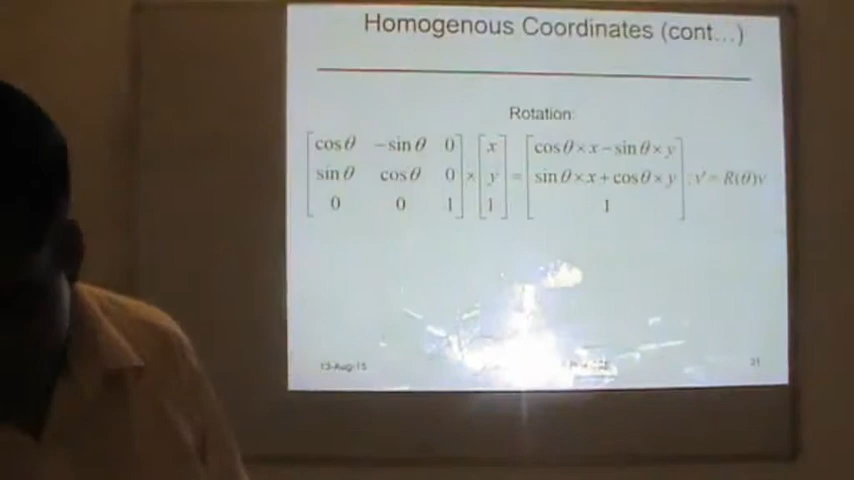 Homogenous Coordinates (cont…)
Rotation:
cosθ −sinθ 0 x cosθ×x−sinθ×y
sinθ cosθ 0 × y = sinθ×x+cosθ×y : v' = R(θ)v
0 0 1 1 1
13-Aug-15 31